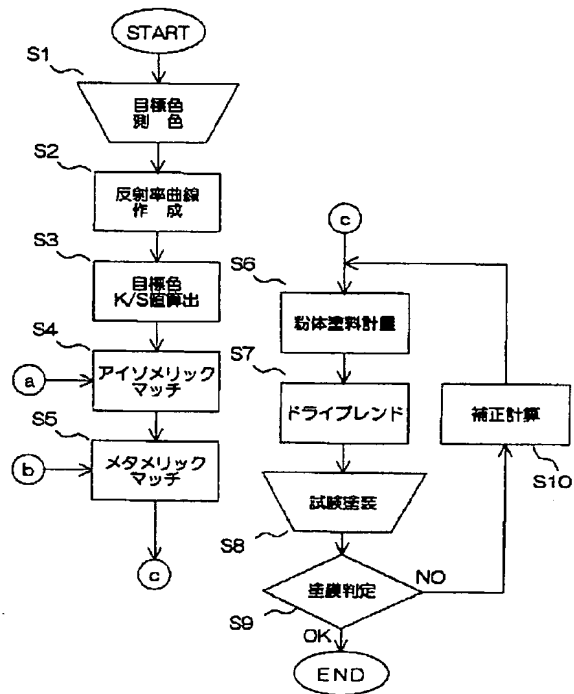 START
S1
目標色
測 色
S2
反射率曲線
作 成
S3
目標色
K/S値算出
S4
a
アイソメリック
マッチ
S5
b
メタメリック
マッチ
c
c
S6
粉体塗料計量
S7
ドライブレンド
補正計算
S10
試験塗装
S8
塗膜判定
NO
S9
OK
END